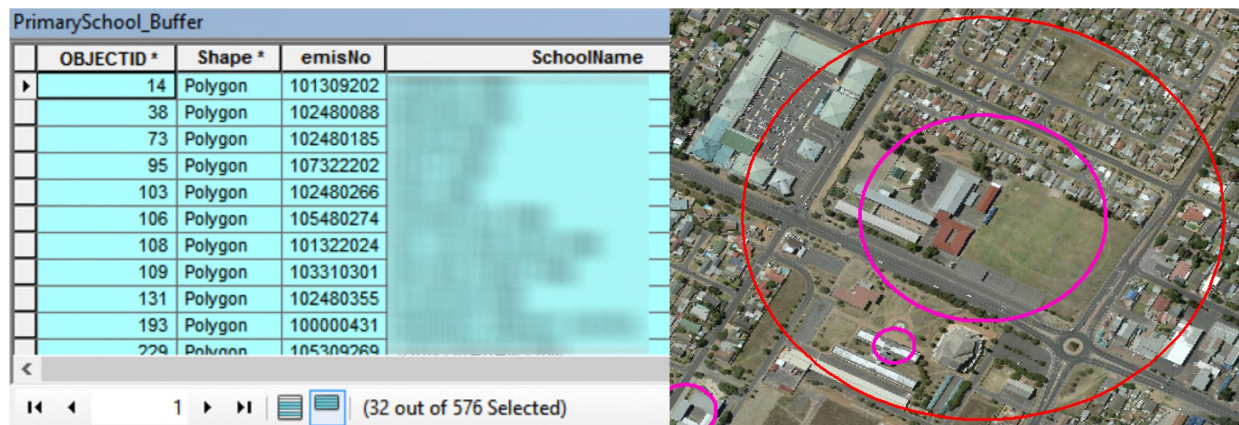 PrimarySchool_Buffer
OBJECTID * Shape * emisNo SchoolName
14 Polygon 101309202
38 Polygon 102480088
73 Polygon 102480185
95 Polygon 107322202
103 Polygon 102480266
106 Polygon 105480274
108 Polygon 101322024
109 Polygon 103310301
131 Polygon 102480355
193 Polygon 100000431
229 Polygon 105309269
1 (32 out of 576 Selected)